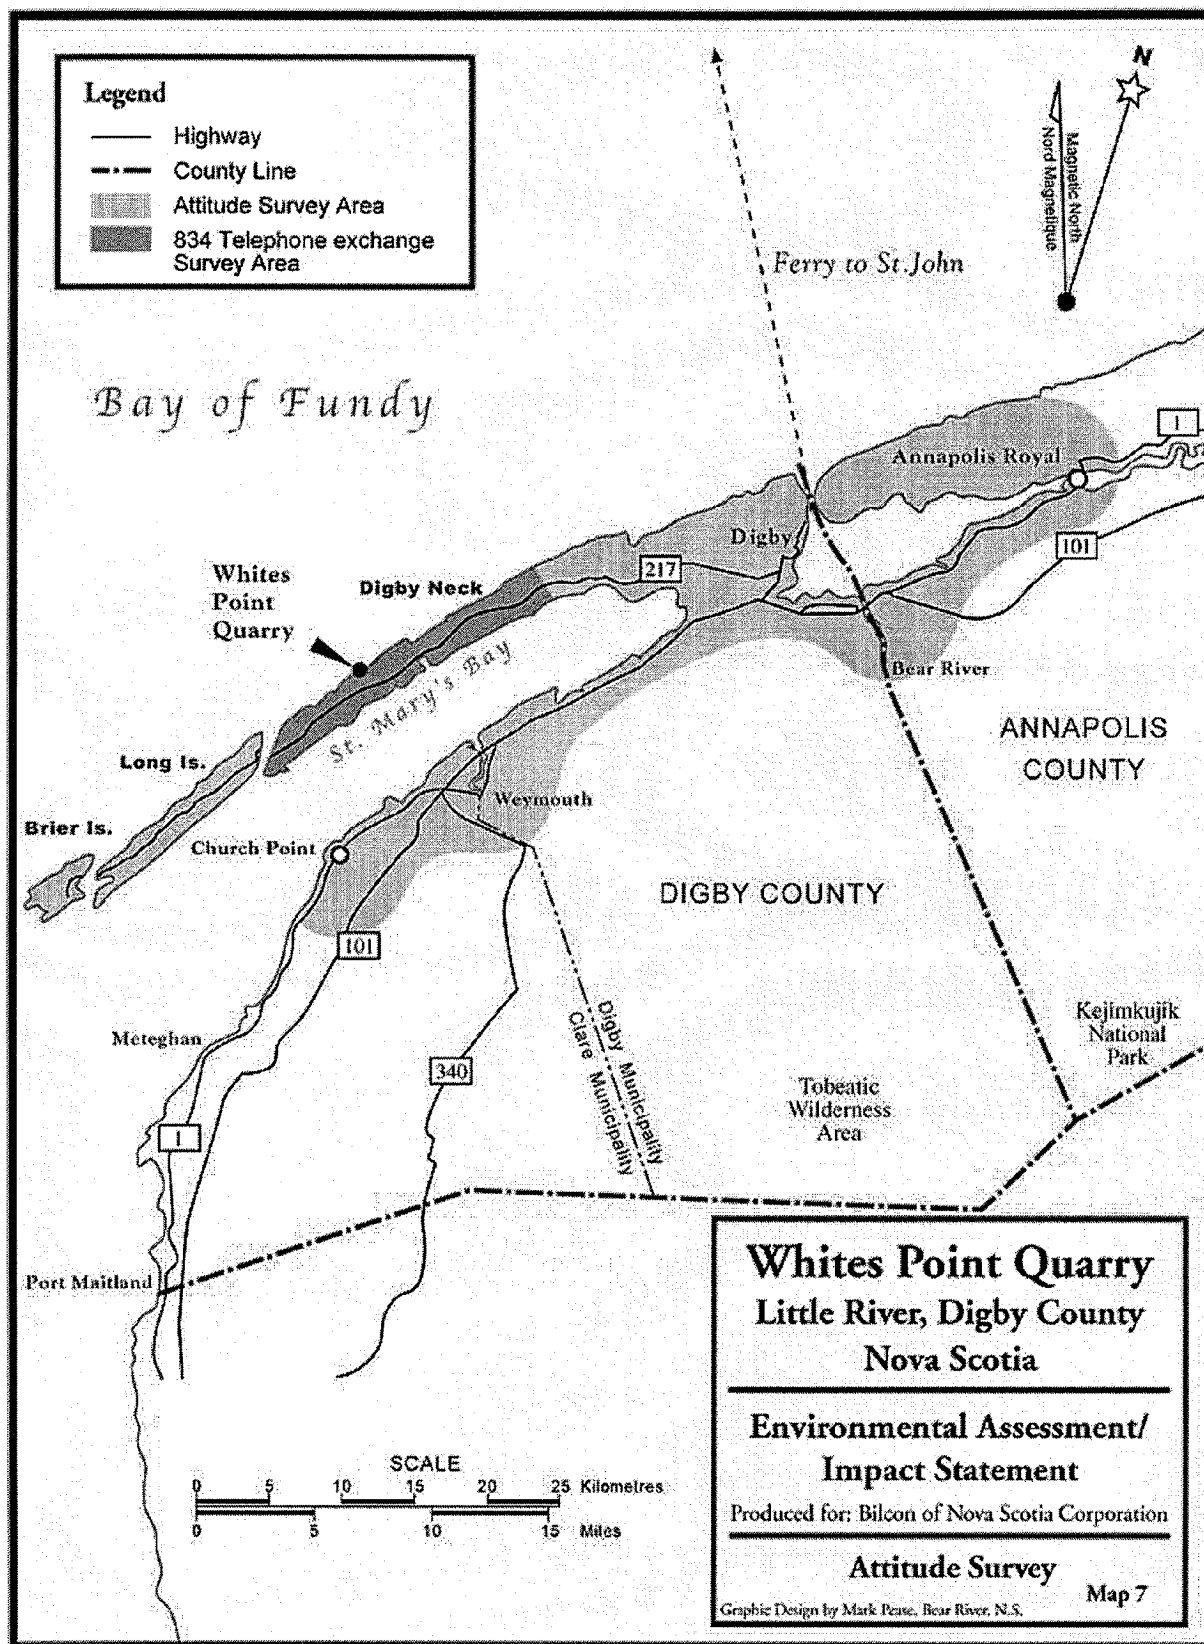 Legend
Highway
County Line
Attitude Survey Area
834 Telephone exchange
Survey Area
N
Magnetic North
Nord Magnetique
Ferry to St.John
Bay of Fundy
1
Annapolis Royal
Digby
101
217
Whites
Point
Quarry
Digby Neck
St. Mary's Bay
Bear River
ANNAPOLIS
COUNTY
Long Is.
Weymouth
Brier Is.
Church Point
DIGBY COUNTY
101
Meteghan
Digby Municipality
Clare Municipality
Kejimkujik
National
Park
340
Tobeatic
Wilderness
Area
1
Port Maitland
SCALE
0 5 10 15 20 25 Kilometres
0 5 10 15 Miles
Whites Point Quarry
Little River, Digby County
Nova Scotia
Environmental Assessment/
Impact Statement
Produced for: Bilcon of Nova Scotia Corporation
Attitude Survey
Map 7
Graphic Design by Mark Pease, Bear River, N.S.